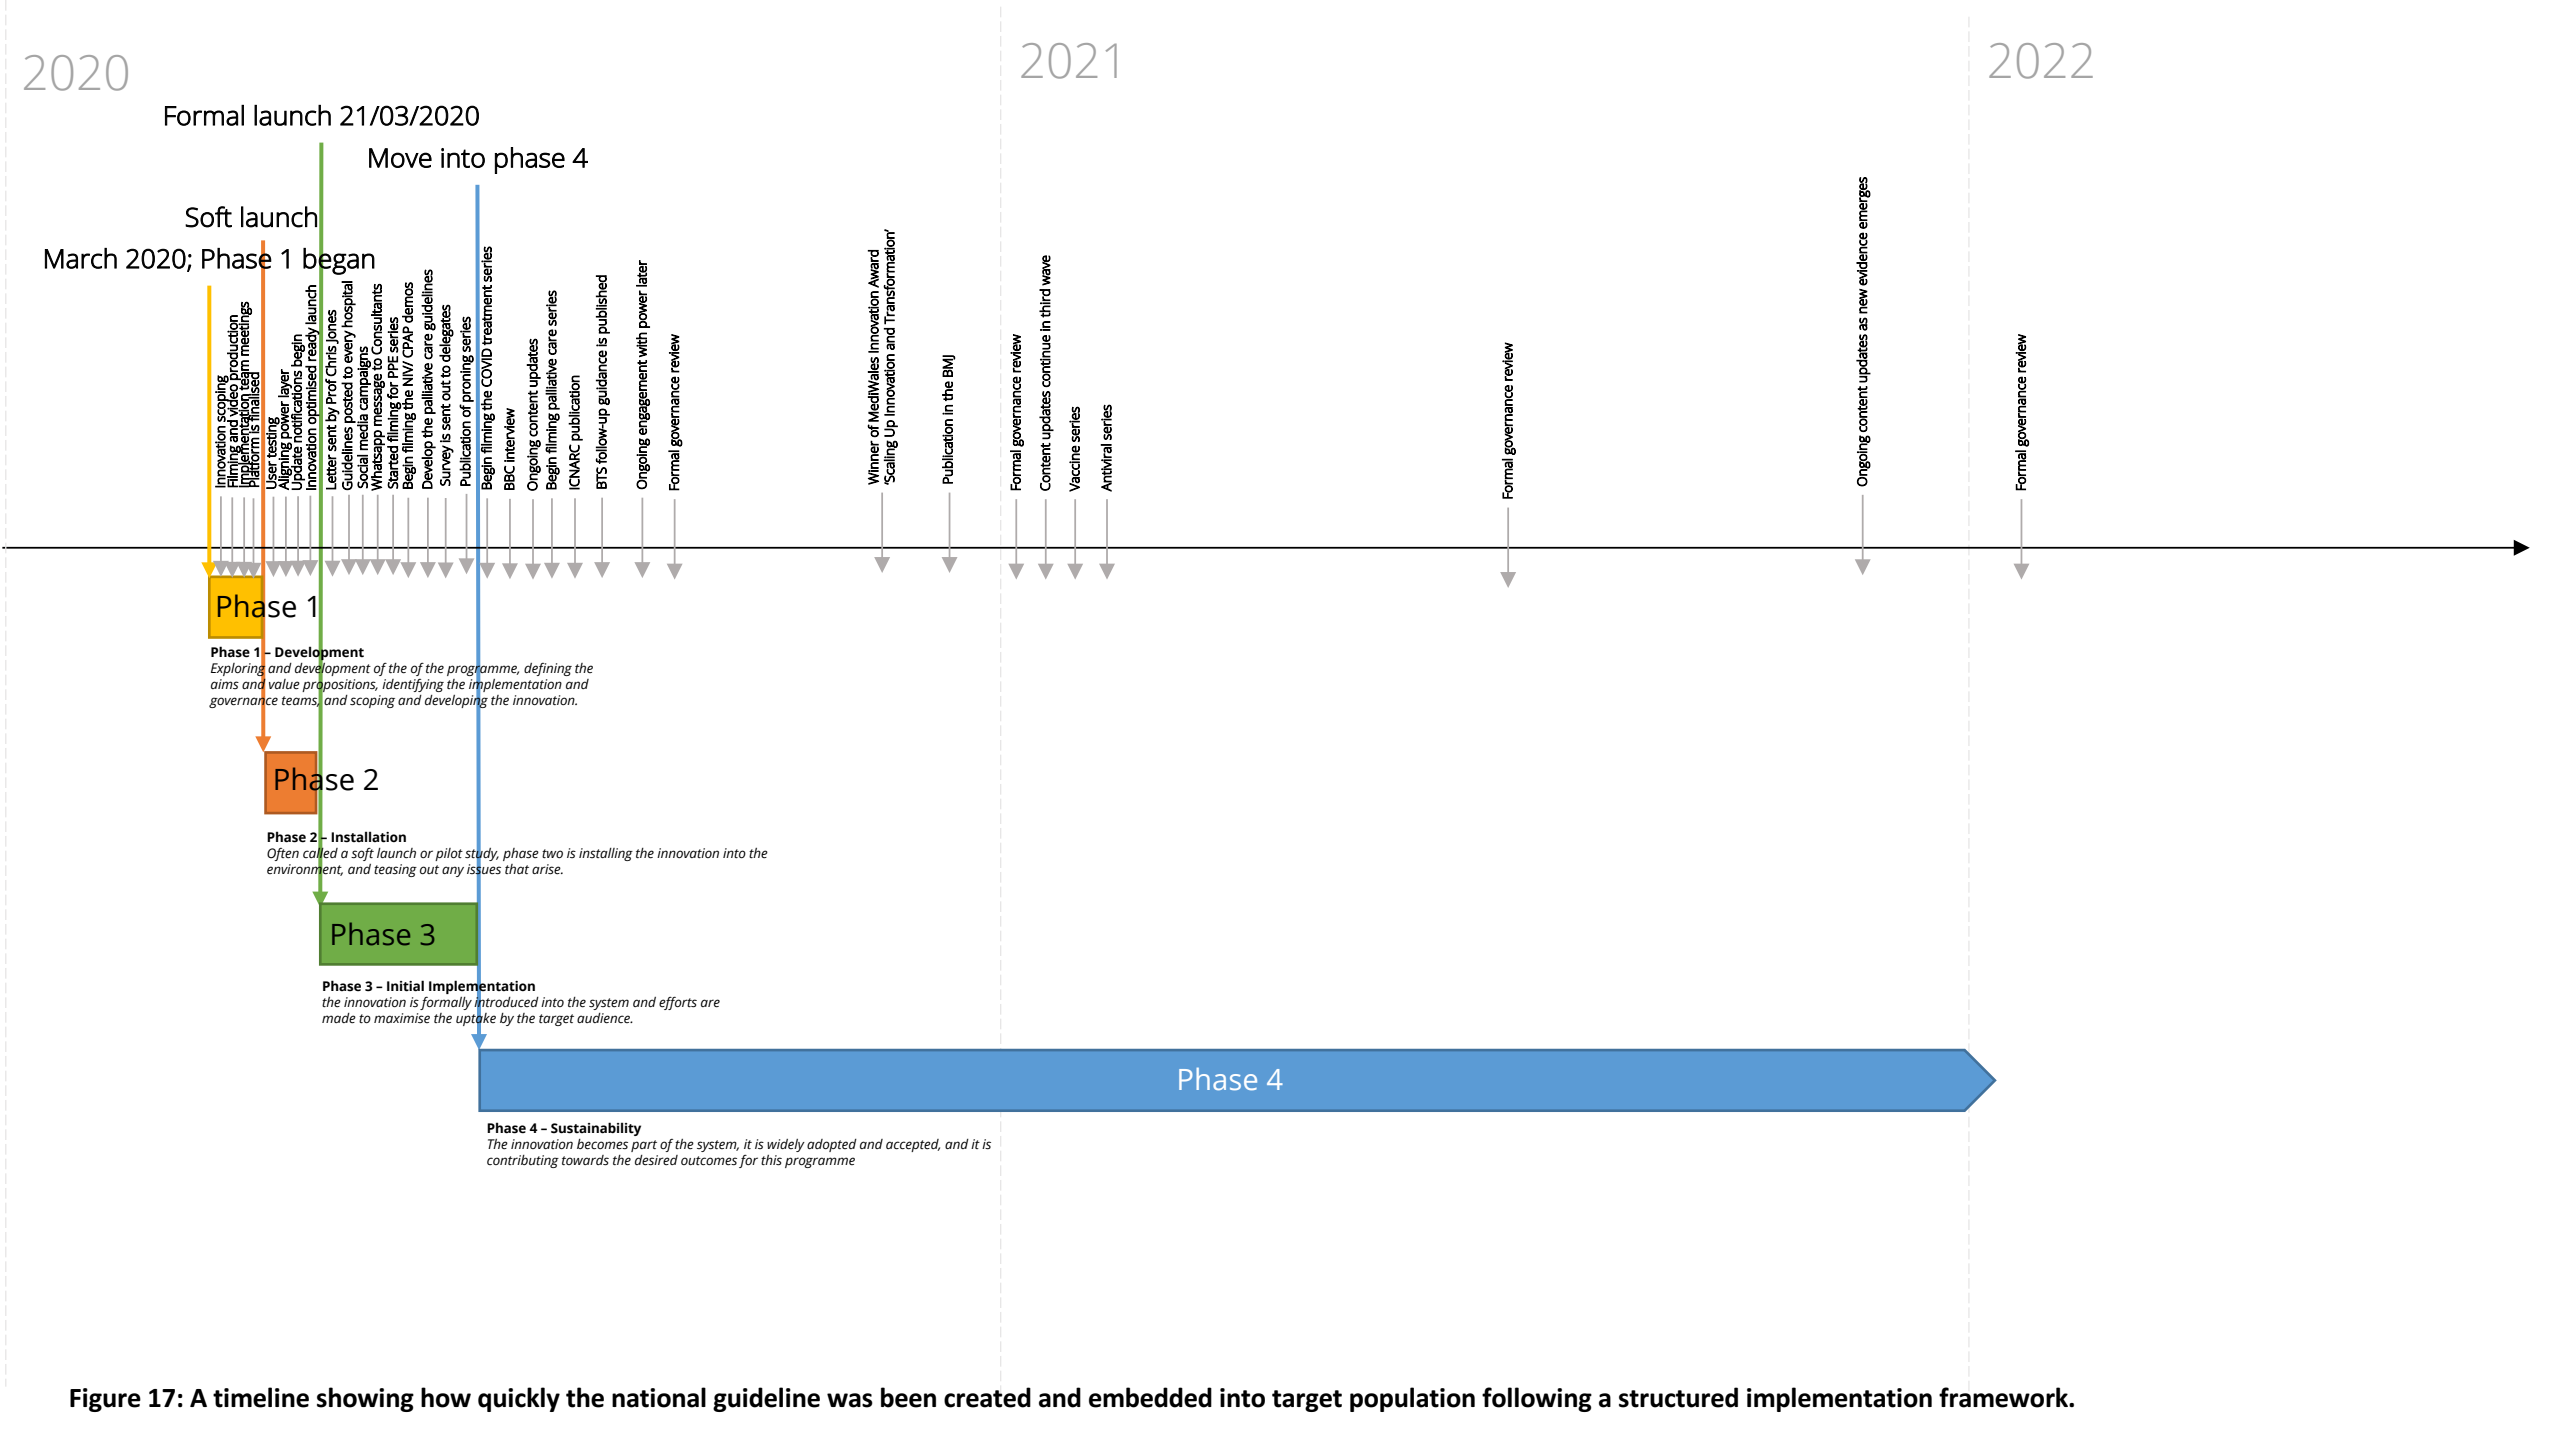 2020
2021
2022
Formal launch 21/03/2020
Move into phase 4
Soft launch
March 2020; Phase 1 began
Innovation scoping
Filming and video production
Implementation team meetings
Platform is finalised
User testing
Aligning power layer
Update notifications begin
Innovation optimised ready launch
Letter sent by Prof Chris Jones
Guidelines posted to every hospital
Social media campaigns
Whatsapp message to Consultants
Started filming for PPE series
Begin filming the NIV/ CPAP demos
Develop the palliative care guidelines
Survey is sent out to delegates
Publication of proning series
Begin filming the COVID treatment series
BBC interview
Ongoing content updates
Begin filming palliative care series
ICNARC publication
BTS follow-up guidance is published
Ongoing engagement with power later
Formal governance review
Winner of MediWales Innovation Award
‘Scaling Up Innovation and Transformation’
Publication in the BMJ
Formal governance review
Content updates continue in third wave
Vaccine series
Antiviral series
Formal governance review
Ongoing content updates as new evidence emerges
Formal governance review
Phase 1
Phase 1 – Development
Exploring and development of the of the programme, defining the
aims and value propositions, identifying the implementation and
governance teams, and scoping and developing the innovation.
Phase 2
Phase 2 – Installation
Often called a soft launch or pilot study, phase two is installing the innovation into the
environment, and teasing out any issues that arise.
Phase 3
Phase 3 – Initial Implementation
the innovation is formally introduced into the system and efforts are
made to maximise the uptake by the target audience.
Phase 4
Phase 4 – Sustainability
The innovation becomes part of the system, it is widely adopted and accepted, and it is
contributing towards the desired outcomes for this programme
Figure 17: A timeline showing how quickly the national guideline was been created and embedded into target population following a structured implementation framework.